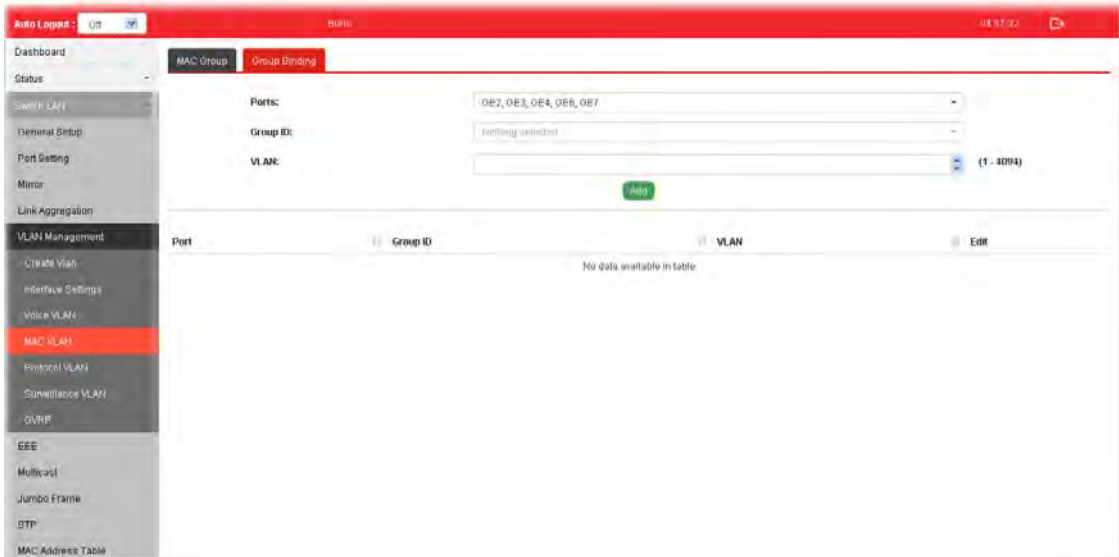 Auto Logout : Off
Dashboard
MAC Group Group Binding
Status
Switch LAN
Ports: GE2, GE3, GE4, GE6, GE7
General Setup
Group ID: Nothing selected
Port Setting
VLAN: (1 - 4094)
Mirror
Add
Link Aggregation
VLAN Management
Port Group ID VLAN Edit
Create Vlan
No data available in table
Interface Settings
Voice VLAN
MAC VLAN
Protocol VLAN
Surveillance VLAN
GVRP
EEE
Multicast
Jumbo Frame
STP
MAC Address Table